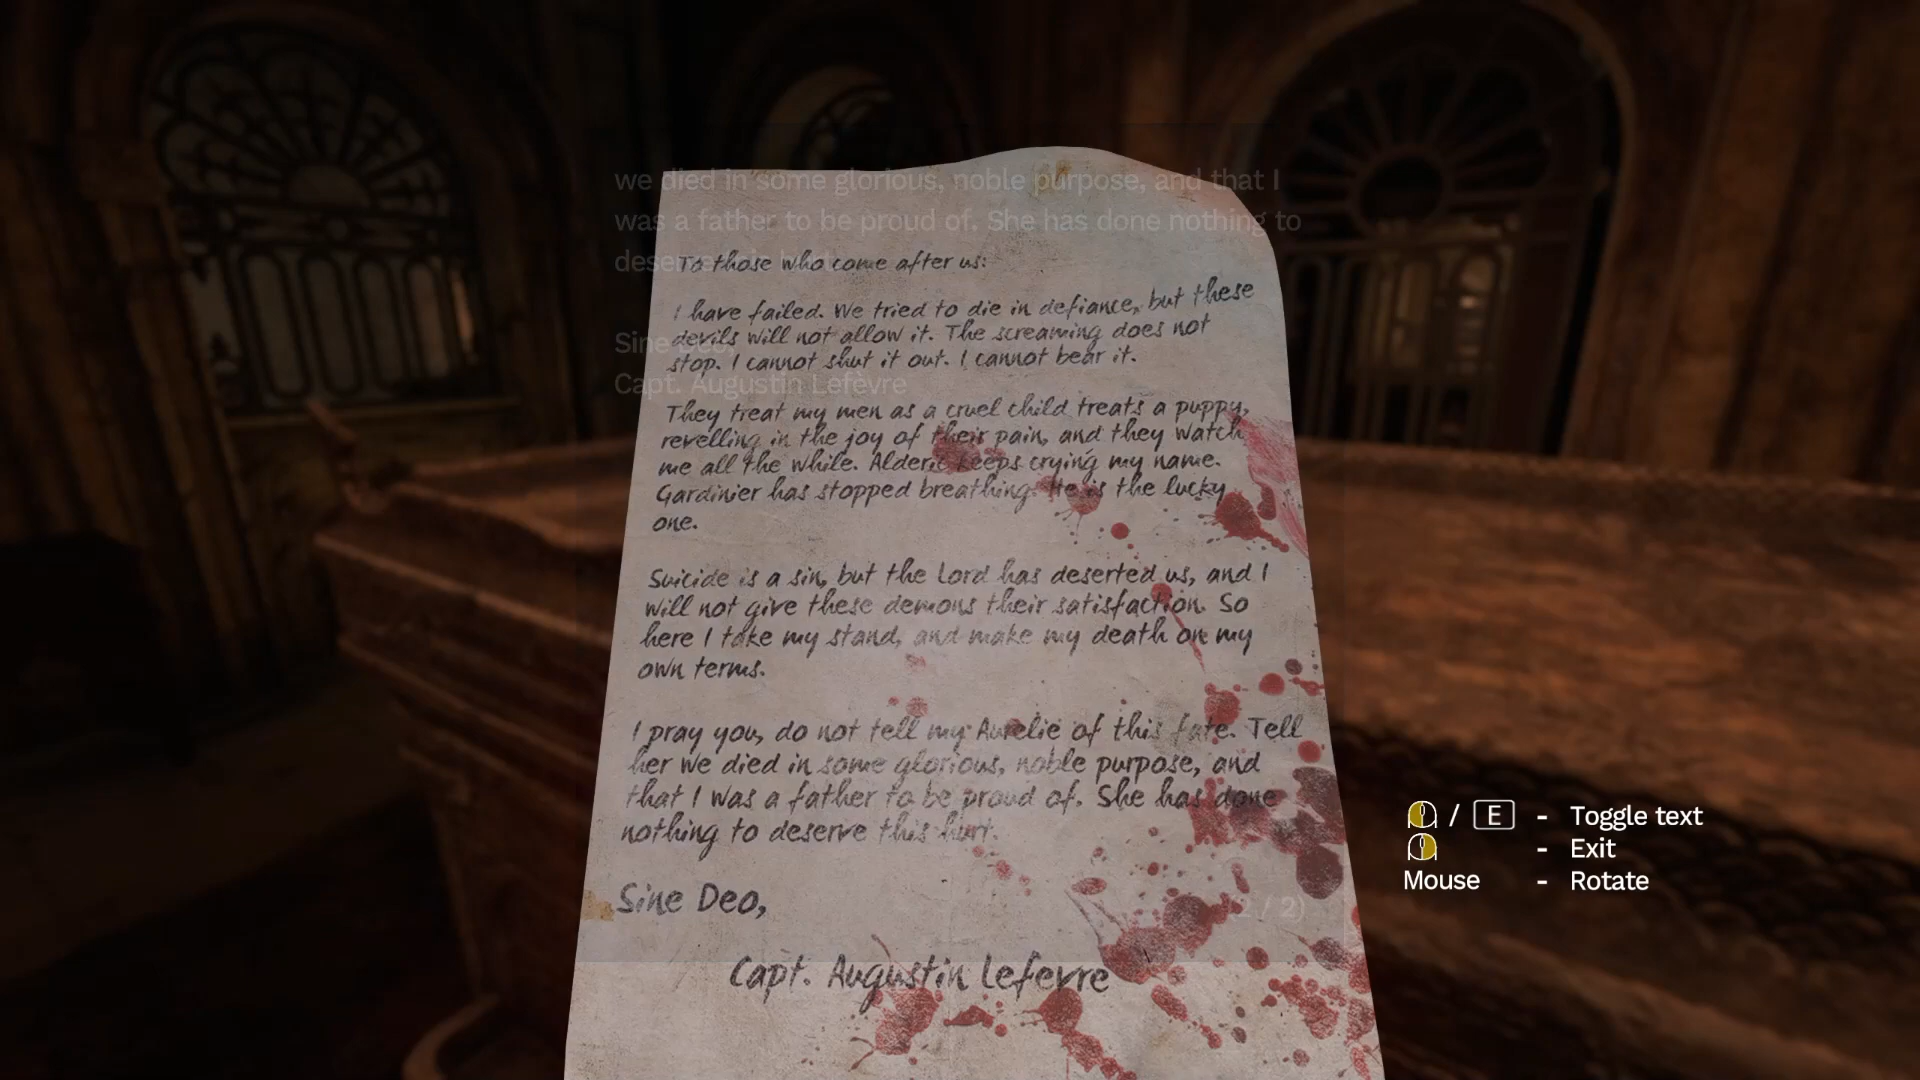 we died in some glorious, noble purpose, and that I
was a father to be proud of. She has done nothing to
To those who come after us:
I have failed. We tried to die in defiance, but these
devils will not allow it. The screaming does not
stop. I cannot shut it out. I cannot bear it.
Capt. Augustin Lefevre
They treat my men as a cruel child treats a puppy,
revelling in the joy of their pain, and they watch
me all the while. Alderic keeps crying my name.
Gardinier has stopped breathing. He is the lucky
one.
Suicide is a sin, but the Lord has deserted us, and I
will not give these demons their satisfaction. So
here I take my stand, and make my death on my
own terms.
I pray you, do not tell my Aurelie of this fate. Tell
her we died in some glorious, noble purpose, and
that I was a father to be proud of. She has done
nothing to deserve this hurt.
Sine Deo,
Capt. Augustin Lefevre
/ E - Toggle text
- Exit
Mouse - Rotate
2 / 2)